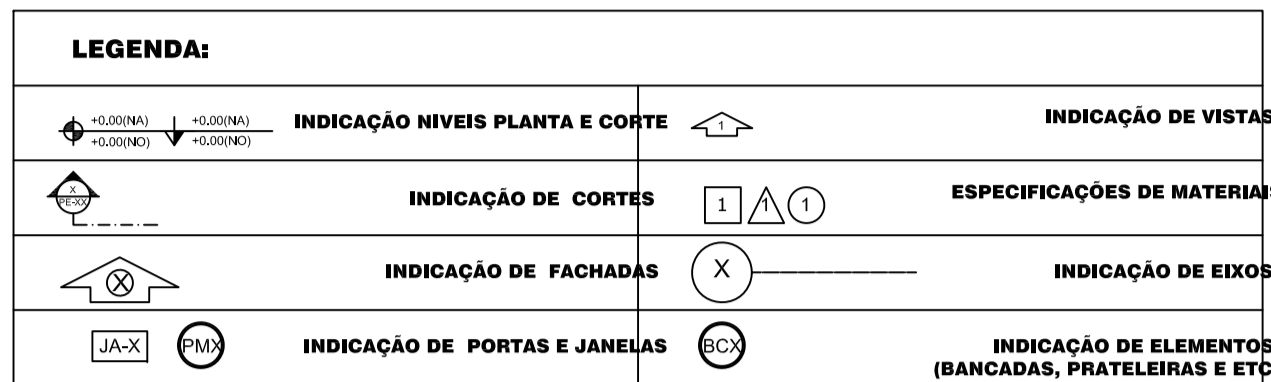 LEGENDA:
+0.00(NA) +0.00(NA)
+0.00(NO) +0.00(NO)
INDICAÇÃO NIVEIS PLANTA E CORTE
1
INDICAÇÃO DE VISTAS
X
PE-XX
INDICAÇÃO DE CORTES
1 1 1
ESPECIFICAÇÕES DE MATERIAIS
X
INDICAÇÃO DE FACHADAS
X
INDICAÇÃO DE EIXOS
JA-X PMX
INDICAÇÃO DE PORTAS E JANELAS
BCX
INDICAÇÃO DE ELEMENTOS
(BANCADAS, PRATELEIRAS E ETC